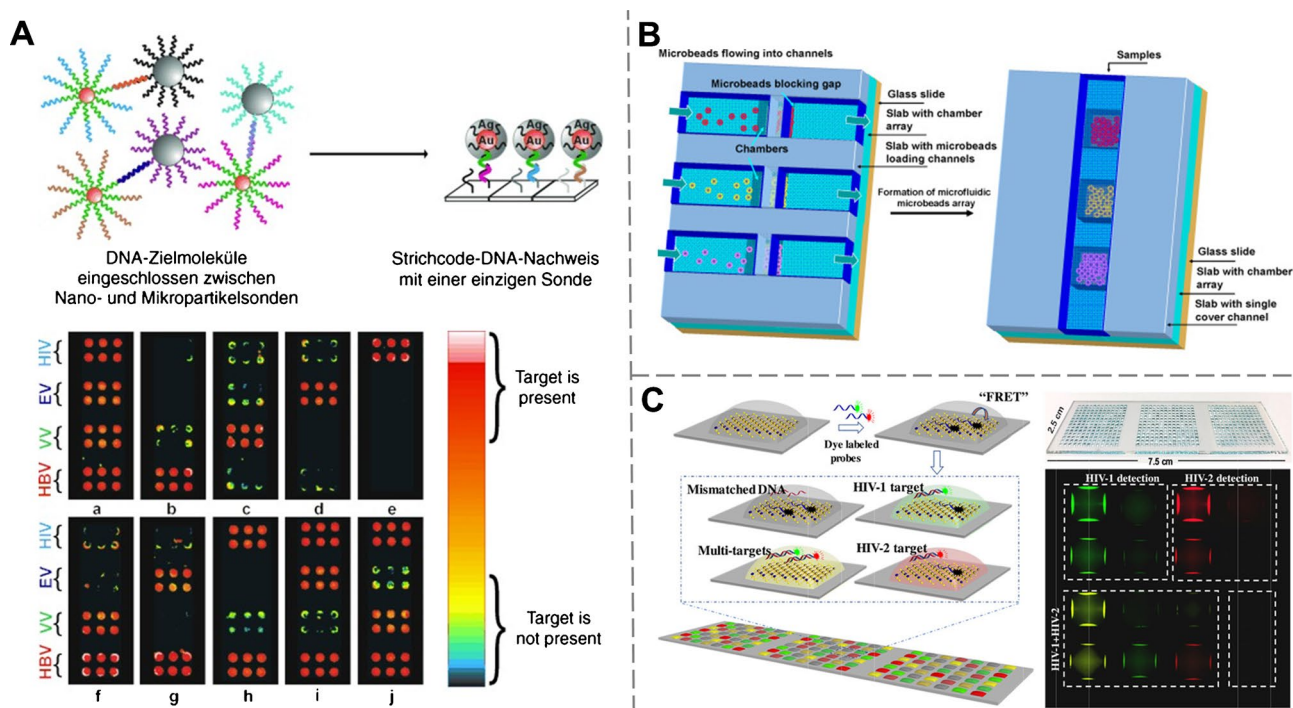 A
Ag Ag Ag
Au Au Au
DNA-Zielmoleküle
eingeschlossen zwischen
Nano- und Mikropartikelsonden
Strichcode-DNA-Nachweis
mit einer einzigen Sonde
HIV
EV
VV
HBV
a b c d e
HIV
EV
VV
HBV
f g h i j
Target is
present
Target is
not present
B
Microbeads flowing into channels
Microbeads blocking gap
Chambers
Glass slide
Slab with chamber
array
Slab with microbeads
loading channels
Formation of microfluidic
microbeads array
Samples
Glass slide
Slab with chamber
array
Slab with single
cover channel
C
Dye labeled
probes
“FRET”
Mismatched DNA
HIV-1 target
Multi-targets
HIV-2 target
2.5 cm
7.5 cm
HIV-1 detection
HIV-2 detection
HIV-1+HIV-2